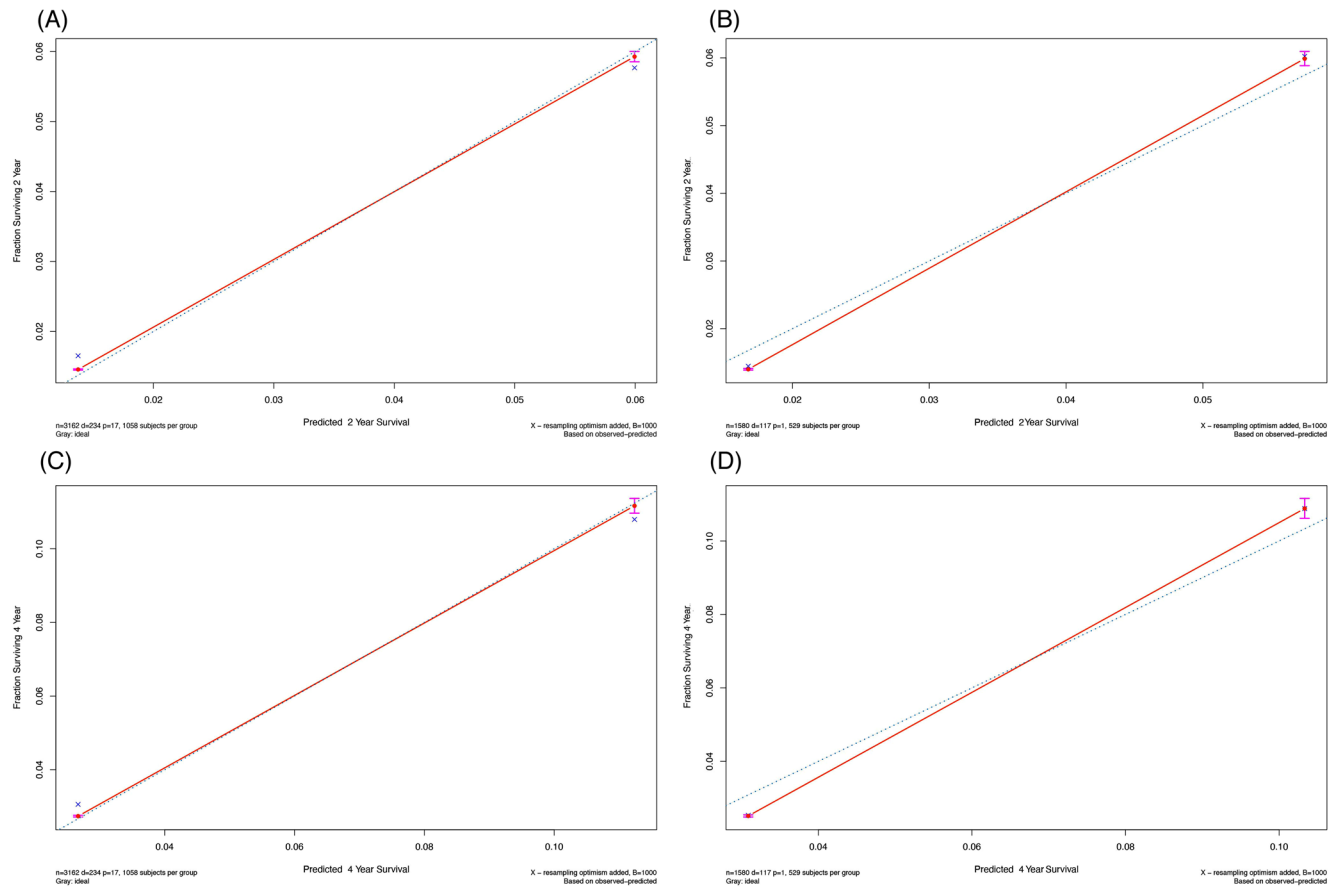 (A)
0.06
0.05
0.04
0.03
0.02
Fraction Surviving 2 Year
0.02 0.03 0.04 0.05 0.06
Predicted 2 Year Survival
n=3162 d=234 p=17, 1058 subjects per group
Gray: ideal
X − resampling optimism added, B=1000
Based on observed−predicted
(B)
0.06
0.05
0.04
0.03
0.02
Fraction Surviving 2 Year
0.02 0.03 0.04 0.05
Predicted 2 Year Survival
n=1580 d=117 p=1, 529 subjects per group
Gray: ideal
X − resampling optimism added, B=1000
Based on observed−predicted
(C)
0.10
0.08
0.06
0.04
Fraction Surviving 4 Year
0.04 0.06 0.08 0.10
Predicted 4 Year Survival
n=3162 d=234 p=17, 1058 subjects per group
Gray: ideal
X − resampling optimism added, B=1000
Based on observed−predicted
(D)
0.10
0.08
0.06
0.04
Fraction Surviving 4 Year
0.04 0.06 0.08 0.10
Predicted 4 Year Survival
n=1580 d=117 p=1, 529 subjects per group
Gray: ideal
X − resampling optimism added, B=1000
Based on observed−predicted